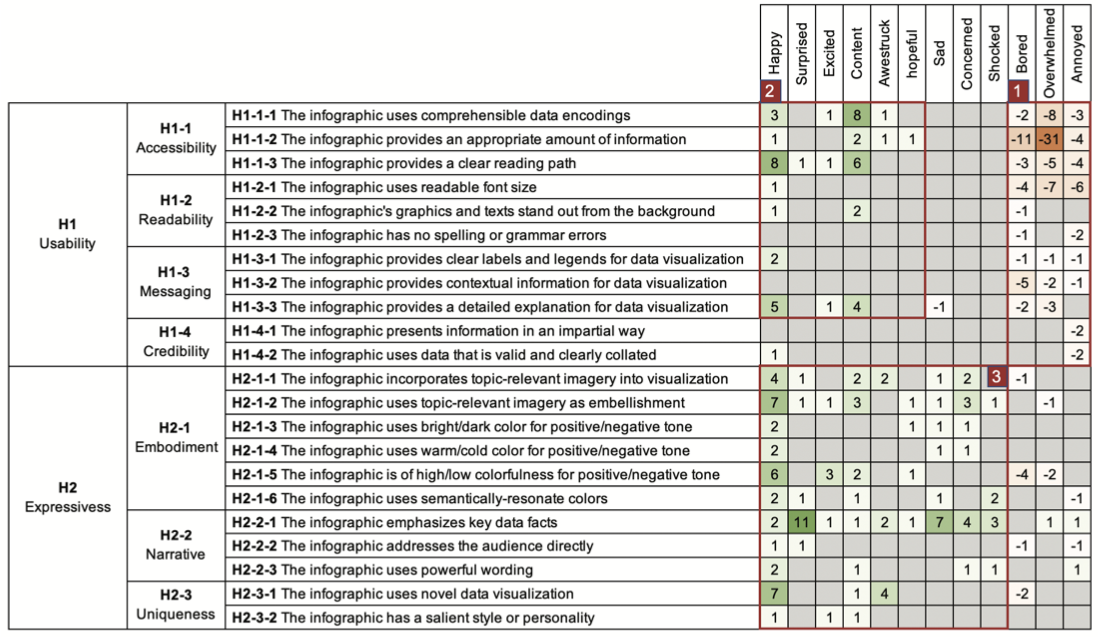 Happy Surprised Excited Content Awestruck hopeful Sad Concerned Shocked Bored Overwhelmed Annoyed
2 1
H1 Usability
H1-1 Accessibility
H1-1-1 The infographic uses comprehensible data encodings 3 1 8 1 -2 -8 -3
H1-1-2 The infographic provides an appropriate amount of information 1 2 1 1 -11 -31 -4
H1-1-3 The infographic provides a clear reading path 8 1 1 6 -3 -5 -4
H1-2 Readability
H1-2-1 The infographic uses readable font size 1 -4 -7 -6
H1-2-2 The infographic's graphics and texts stand out from the background 1 2 -1
H1-2-3 The infographic has no spelling or grammar errors -1 -2
H1-3 Messaging
H1-3-1 The infographic provides clear labels and legends for data visualization 2 -1 -1 -1
H1-3-2 The infographic provides contextual information for data visualization -5 -2 -1
H1-3-3 The infographic provides a detailed explanation for data visualization 5 1 4 -1 -2 -3
H1-4 Credibility
H1-4-1 The infographic presents information in an impartial way -2
H1-4-2 The infographic uses data that is valid and clearly collated 1 -2
H2 Expressivess
H2-1 Embodiment
H2-1-1 The infographic incorporates topic-relevant imagery into visualization 4 1 2 2 1 2 3 -1
H2-1-2 The infographic uses topic-relevant imagery as embellishment 7 1 1 3 1 1 3 1 -1
H2-1-3 The infographic uses bright/dark color for positive/negative tone 2 1 1 1
H2-1-4 The infographic uses warm/cold color for positive/negative tone 2 1 1
H2-1-5 The infographic is of high/low colorfulness for positive/negative tone 6 3 2 1 -4 -2
H2-1-6 The infographic uses semantically-resonate colors 2 1 1 1 2 -1
H2-2 Narrative
H2-2-1 The infographic emphasizes key data facts 2 11 1 1 2 1 7 4 3 1 1
H2-2-2 The infographic addresses the audience directly 1 1 -1 -1
H2-2-3 The infographic uses powerful wording 2 1 1 1 1
H2-3 Uniqueness
H2-3-1 The infographic uses novel data visualization 7 1 4 -2
H2-3-2 The infographic has a salient style or personality 1 1 1